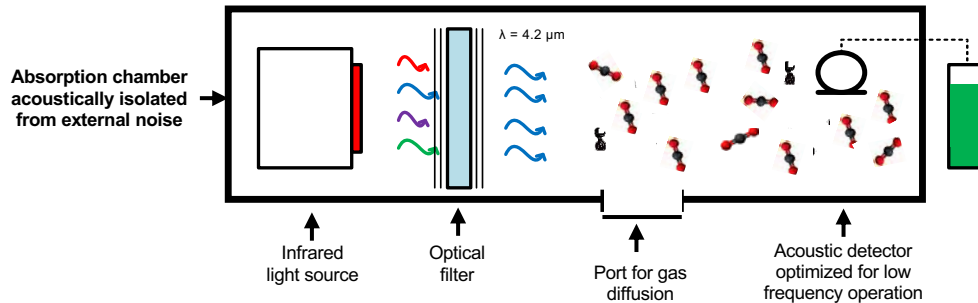 λ = 4.2 µm
Absorption chamber
acoustically isolated
from external noise
Infrared
light source
Optical
filter
Port for gas
diffusion
Acoustic detector
optimized for low
frequency operation